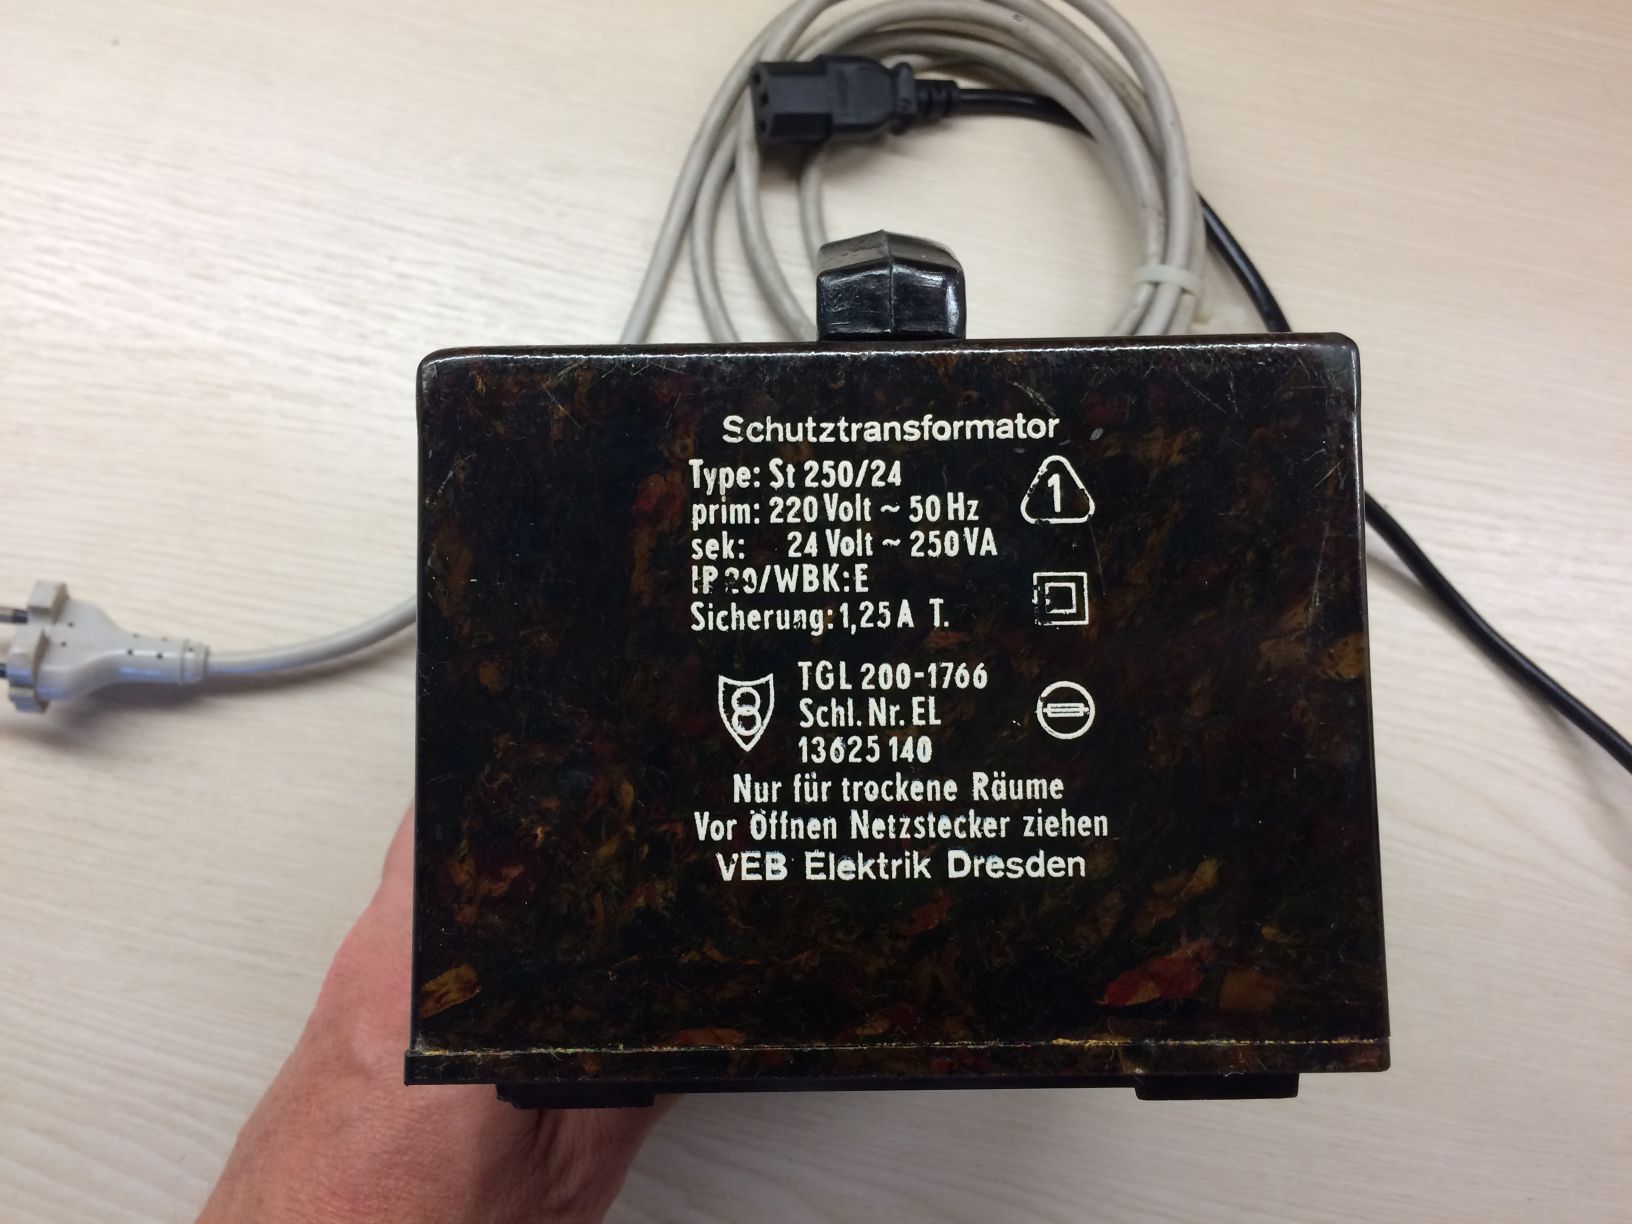 Schutztransformator
Type: St 250/24
1
prim: 220 Volt ~ 50 Hz
sek: 24 Volt ~ 250 VA
IP 20/WBK: E
Sicherung: 1,25 A T.
TGL 200-1766
Schl. Nr. EL
13625 140
Nur für trockene Räume
Vor Öffnen Netzstecker ziehen
VEB Elektrik Dresden